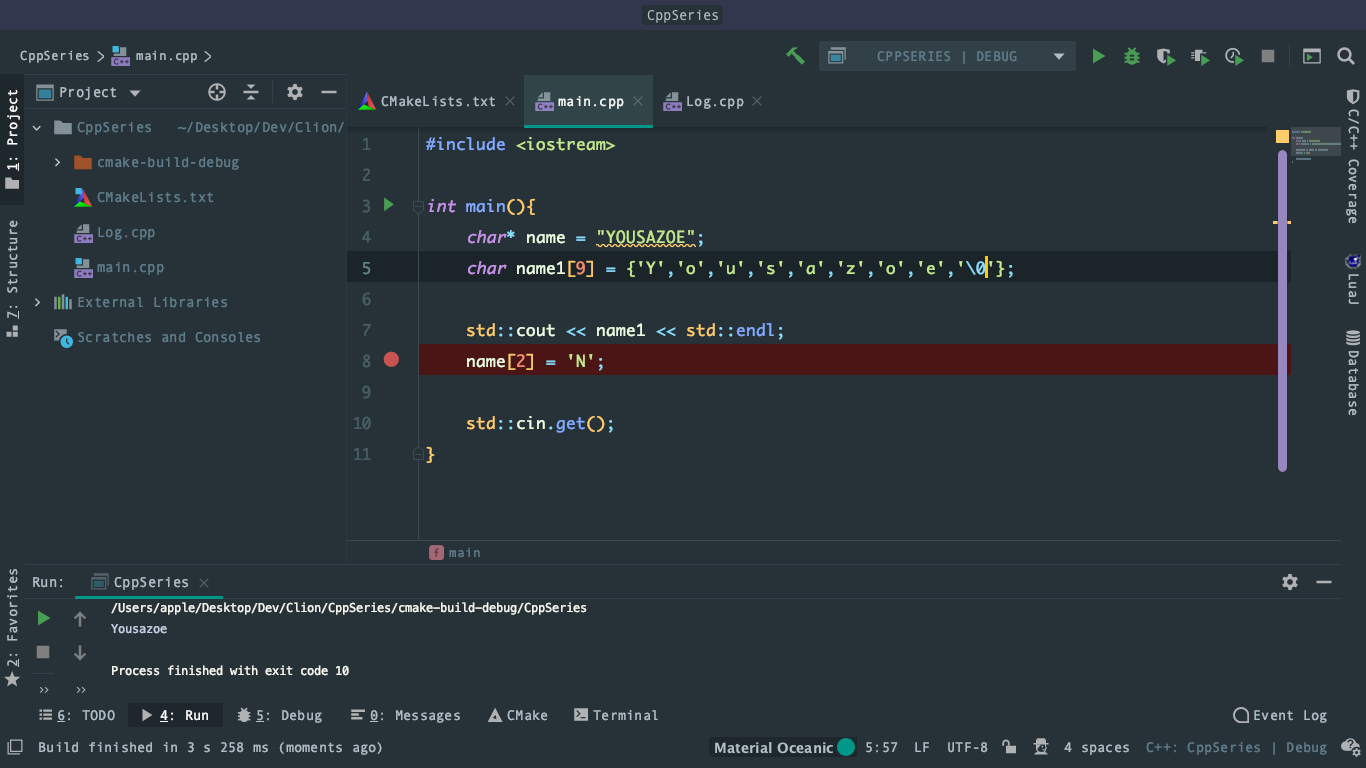 CppSeries
CppSeries main.cpp
CPPSERIES | DEBUG
Project
CMakeLists.txt
main.cpp
Log.cpp
1: Project
Z: Structure
2: Favorites
CppSeries ~/Desktop/Dev/Clion/
cmake-build-debug
CMakeLists.txt
Log.cpp
main.cpp
External Libraries
Scratches and Consoles
1 #include <iostream>
2
3 int main(){
4 char* name = "YOUSAZOE";
5 char name1[9] = {'Y','o','u','s','a','z','o','e','\0'};
6
7 std::cout << name1 << std::endl;
8 name[2] = 'N';
9
10 std::cin.get();
11 }
main
C/C++ Coverage
LuaJ
Database
Run: CppSeries
/Users/apple/Desktop/Dev/Clion/CppSeries/cmake-build-debug/CppSeries
Yousazoe
Process finished with exit code 10
6: TODO 4: Run 5: Debug 0: Messages CMake Terminal Event Log
Build finished in 3 s 258 ms (moments ago) Material Oceanic 5:57 LF UTF-8 4 spaces C++: CppSeries | Debug